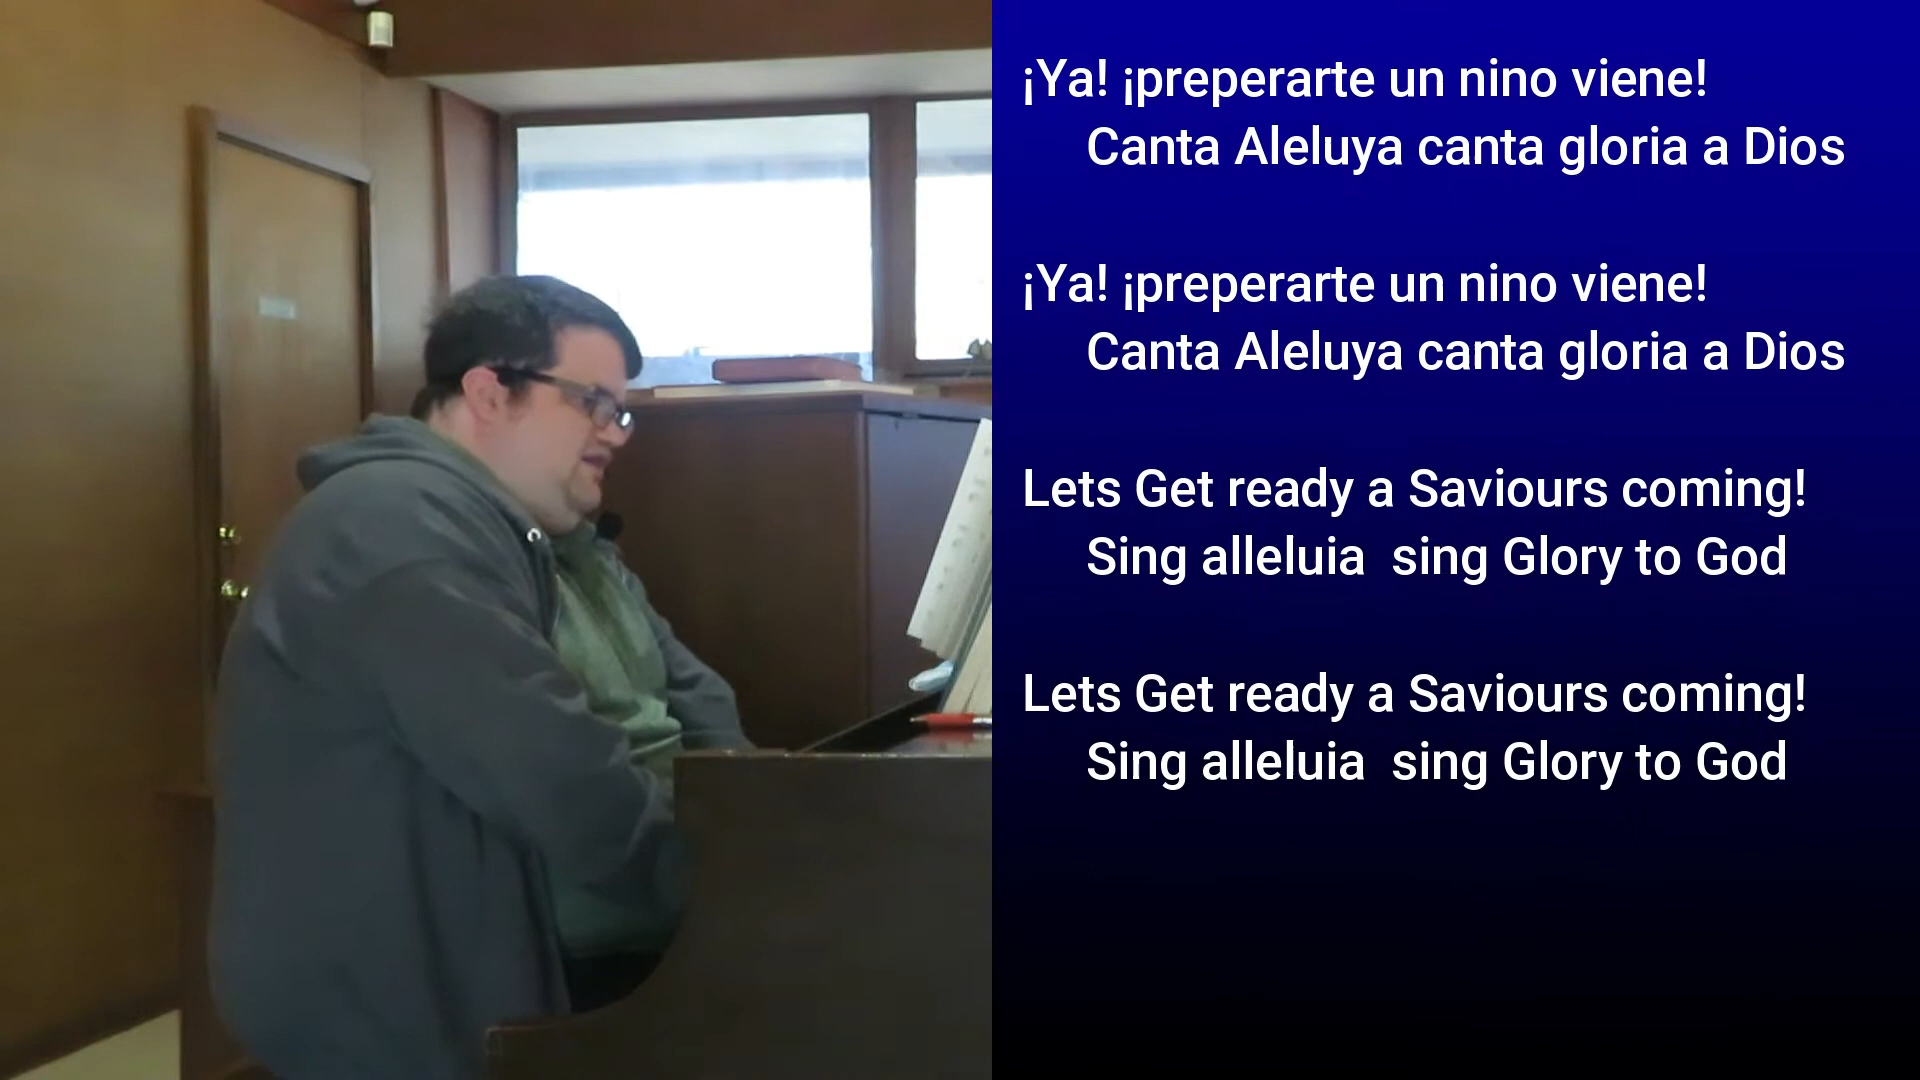 ¡Ya! ¡preperarte un nino viene!
Canta Aleluya canta gloria a Dios
¡Ya! ¡preperarte un nino viene!
Canta Aleluya canta gloria a Dios
Lets Get ready a Saviours coming!
Sing alleluia  sing Glory to God
Lets Get ready a Saviours coming!
Sing alleluia  sing Glory to God